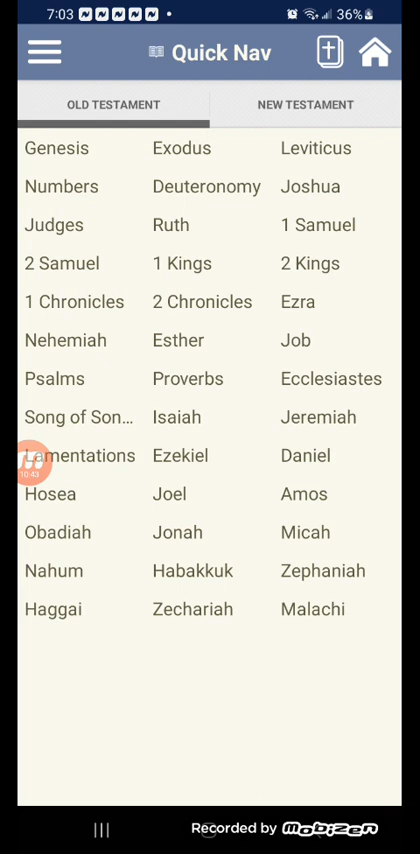 7:03 36%
Quick Nav
OLD TESTAMENT NEW TESTAMENT
Genesis Exodus Leviticus
Numbers Deuteronomy Joshua
Judges Ruth 1 Samuel
2 Samuel 1 Kings 2 Kings
1 Chronicles 2 Chronicles Ezra
Nehemiah Esther Job
Psalms Proverbs Ecclesiastes
Song of Son... Isaiah Jeremiah
Lamentations Ezekiel Daniel
10:43
Hosea Joel Amos
Obadiah Jonah Micah
Nahum Habakkuk Zephaniah
Haggai Zechariah Malachi
Recorded by Mobizen